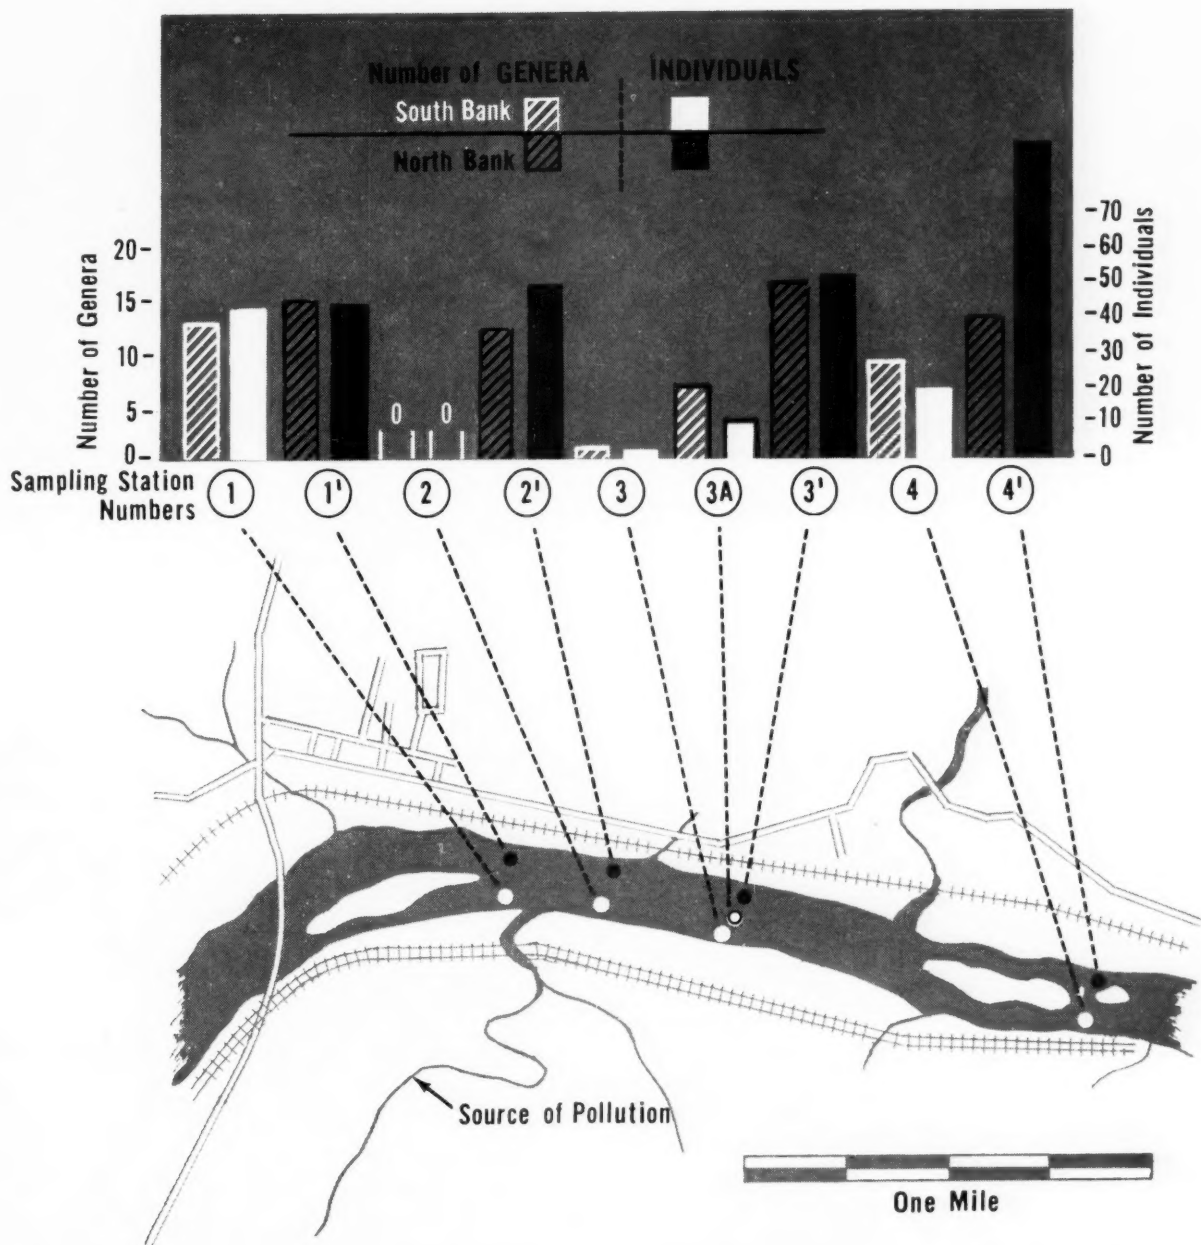 Number of GENERA INDIVIDUALS
South Bank
North Bank
Number of Genera
20-
15-
10-
5-
0-
-70
-60
-50
-40
-30
-20
-10
-0
Number of Individuals
0 0
Sampling Station
Numbers
1 1' 2 2' 3 3A 3' 4 4'
Source of Pollution
One Mile